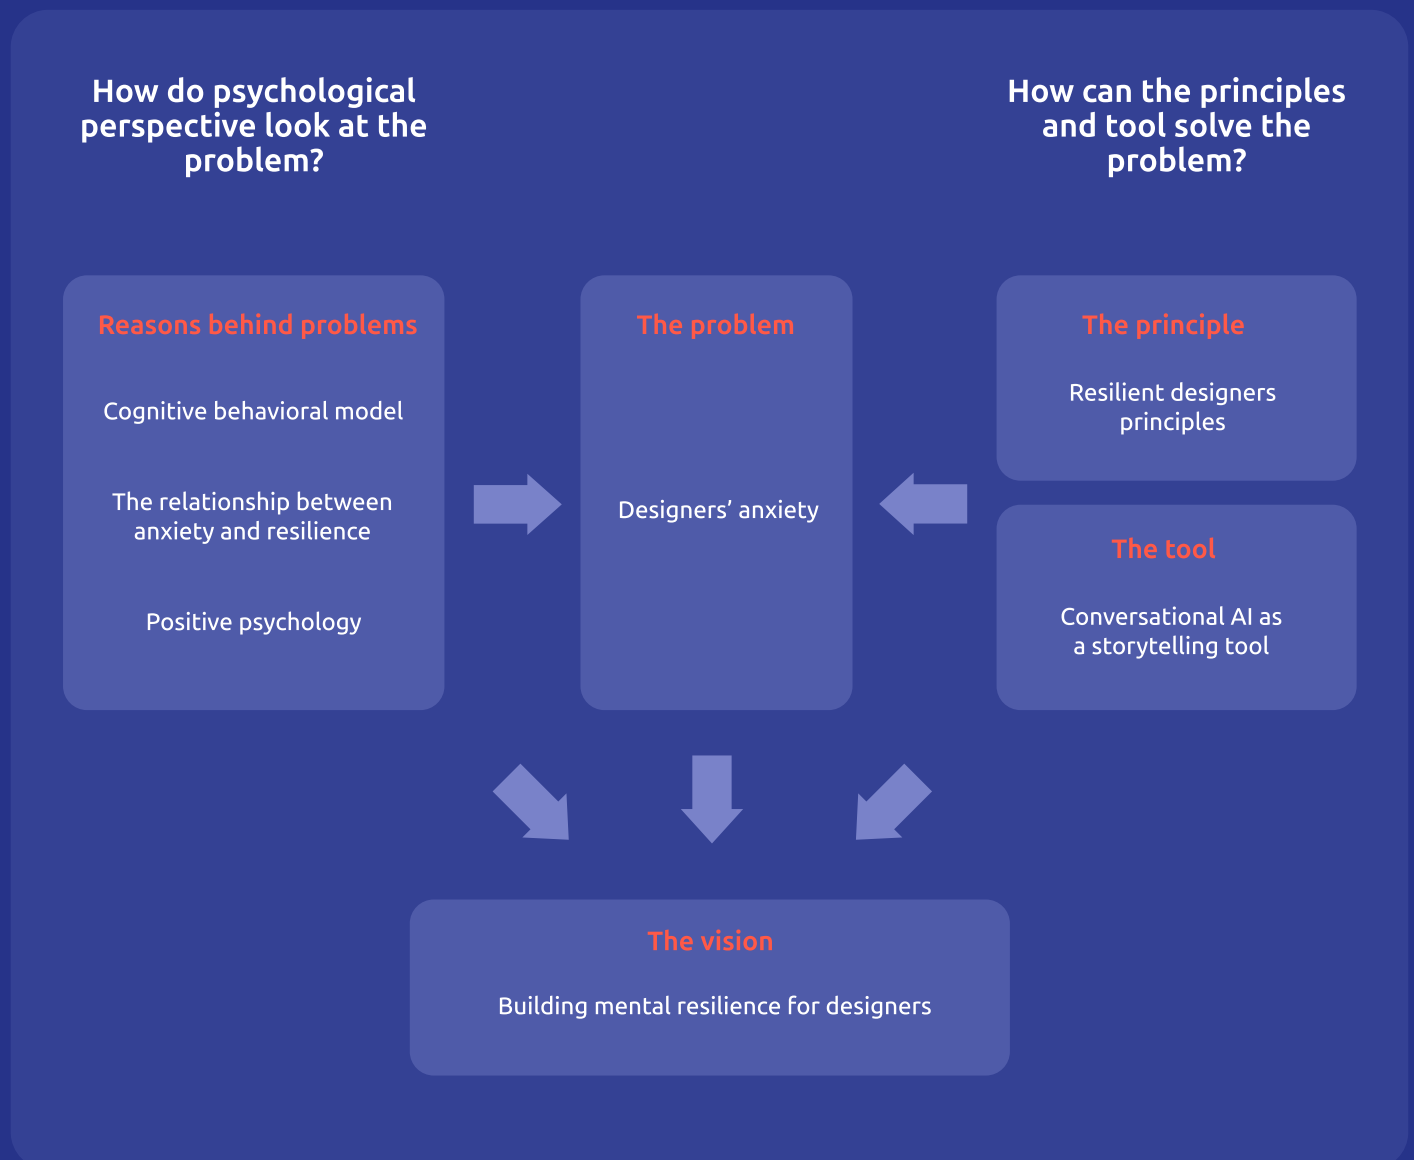 How do psychological
perspective look at the
problem?
How can the principles
and tool solve the
problem?
Reasons behind problems
Cognitive behavioral model
The relationship between
anxiety and resilience
Positive psychology
The problem
Designers’ anxiety
The principle
Resilient designers
principles
The tool
Conversational AI as
a storytelling tool
The vision
Building mental resilience for designers